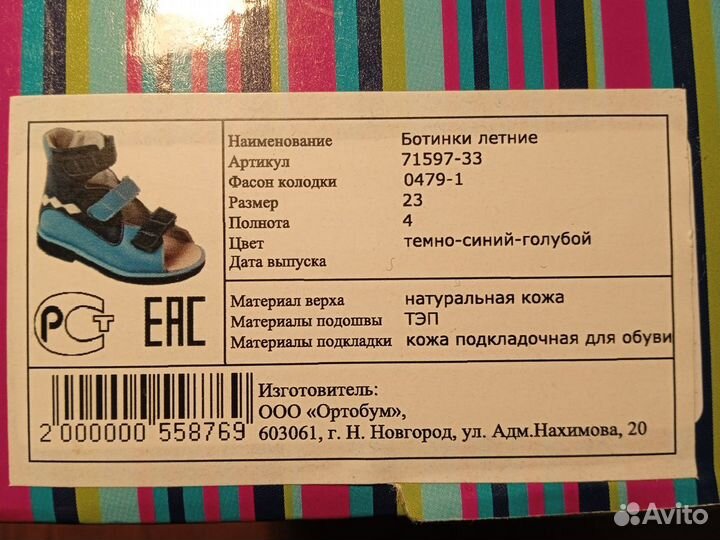 Наименование Ботинки летние
Артикул 71597-33
Фасон колодки 0479-1
Размер 23
Полнота 4
Цвет темно-синий-голубой
Дата выпуска
РСТ EAC
Материал верха натуральная кожа
Материалы подошвы ТЭП
Материалы подкладки кожа подкладочная для обуви
Изготовитель:
ООО «Ортобум»,
603061, г. Н. Новгород, ул. Адм.Нахимова, 20
2 000000 558769
Avito